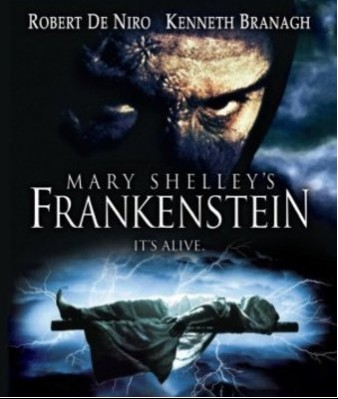 ROBERT DE NIRO KENNETH BRANAGH
MARY SHELLEY'S
FRANKENSTEIN
IT'S ALIVE.